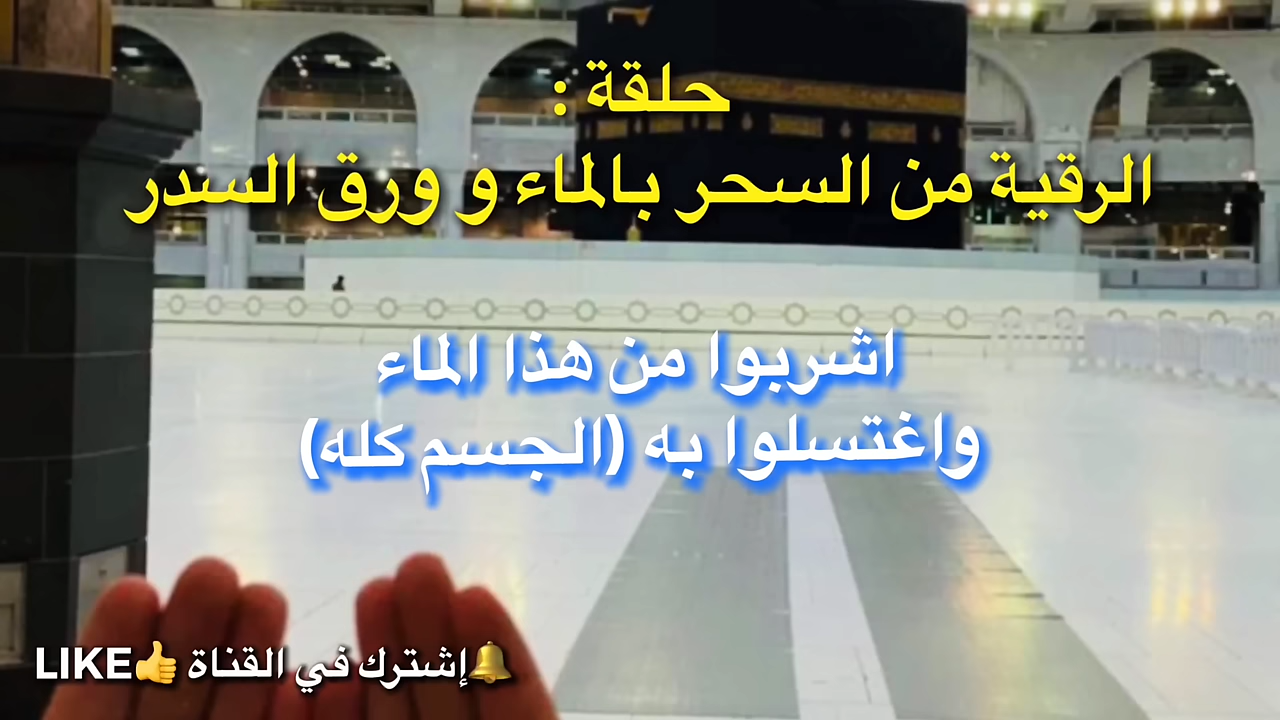 حلقة :
الرقية من السحر بالماء و ورق السدر
اشربوا من هذا الماء
واغتسلوا به (الجسم كله)
LIKE👍إشترك في القناة🔔